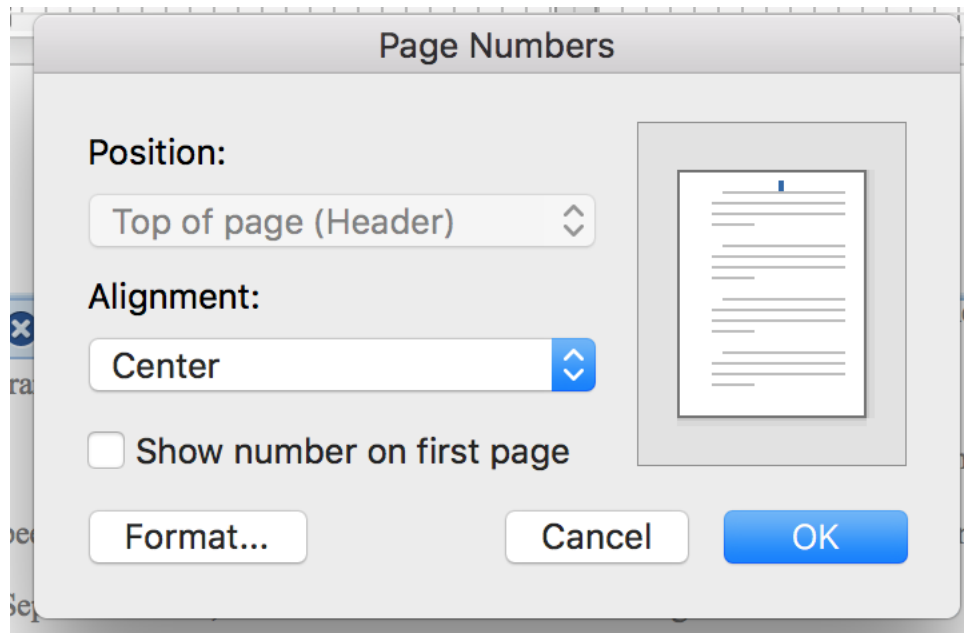 Page Numbers
Position:
Top of page (Header)
Alignment:
Center
Show number on first page
Format...
Cancel
OK